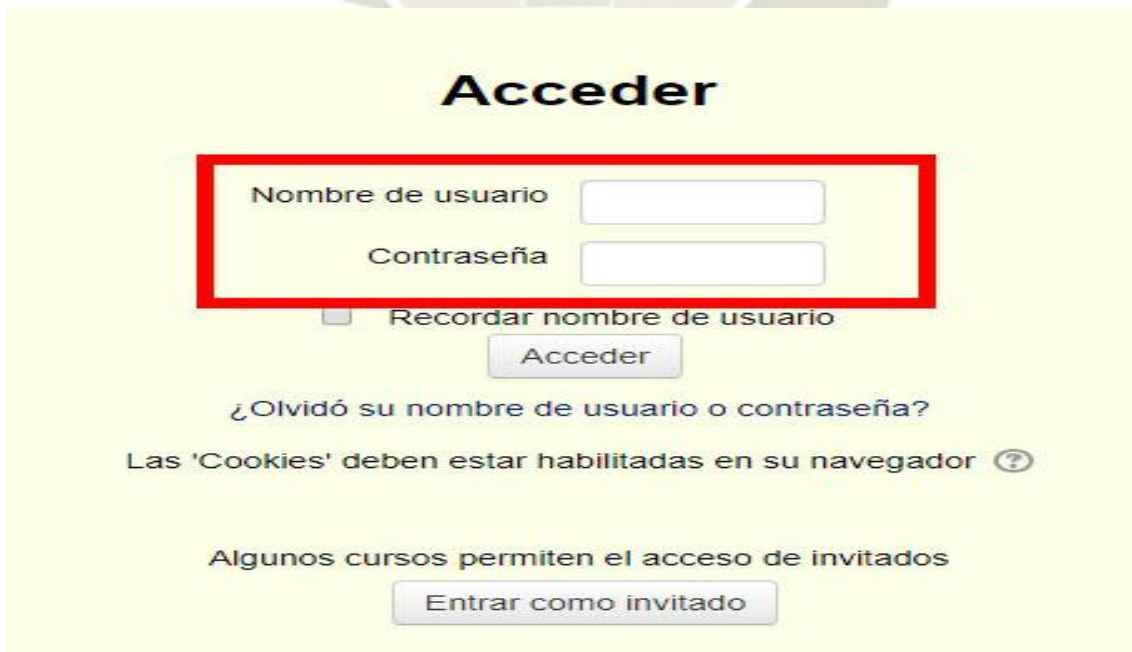 Acceder
Nombre de usuario
Contraseña
Recordar nombre de usuario
Acceder
¿Olvidó su nombre de usuario o contraseña?
Las 'Cookies' deben estar habilitadas en su navegador ?
Algunos cursos permiten el acceso de invitados
Entrar como invitado